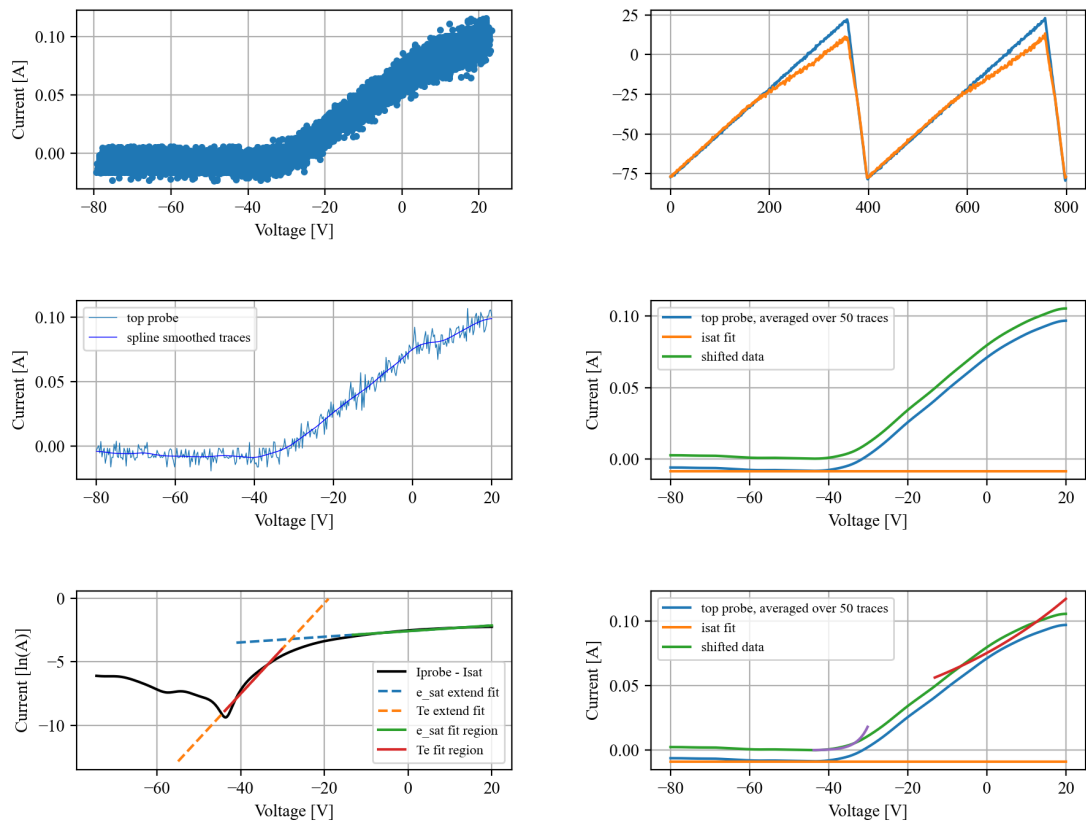 0.10
0.05
0.00
Current [A]
−80
−60
−40
−20
0
20
Voltage [V]
25
0
−25
−50
−75
Current [A]
0
200
400
600
800
top probe
spline smoothed traces
0.10
0.05
0.00
Current [A]
−80
−60
−40
−20
0
20
Voltage [V]
top probe, averaged over 50 traces
isat fit
shifted data
0.10
0.05
0.00
Current [A]
−80
−60
−40
−20
0
20
Voltage [V]
0
−5
−10
Current [ln(A)]
Iprobe - Isat
e_sat extend fit
Te extend fit
e_sat fit region
Te fit region
−60
−40
−20
0
20
Voltage [V]
top probe, averaged over 50 traces
isat fit
shifted data
0.10
0.05
0.00
Current [A]
−80
−60
−40
−20
0
20
Voltage [V]